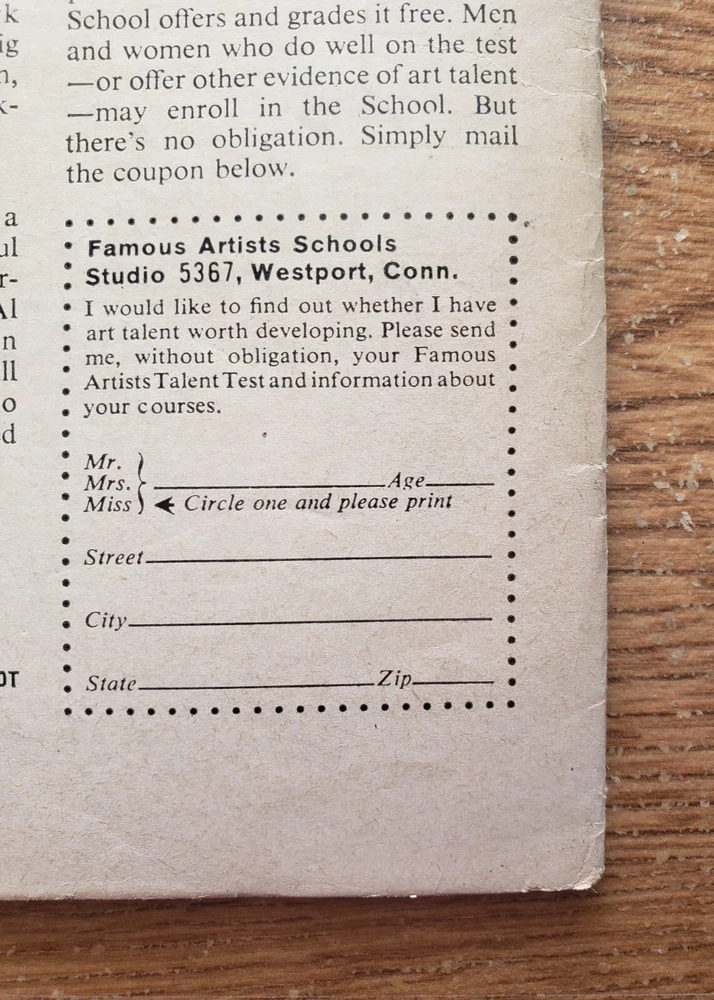 School offers and grades it free. Men
and women who do well on the test
—or offer other evidence of art talent
—may enroll in the School. But
there's no obligation. Simply mail
the coupon below.
Famous Artists Schools
Studio 5367, Westport, Conn.
I would like to find out whether I have
art talent worth developing. Please send
me, without obligation, your Famous
Artists Talent Test and information about
your courses.
Mr.
Mrs. Age
Miss Circle one and please print
Street
City
State Zip